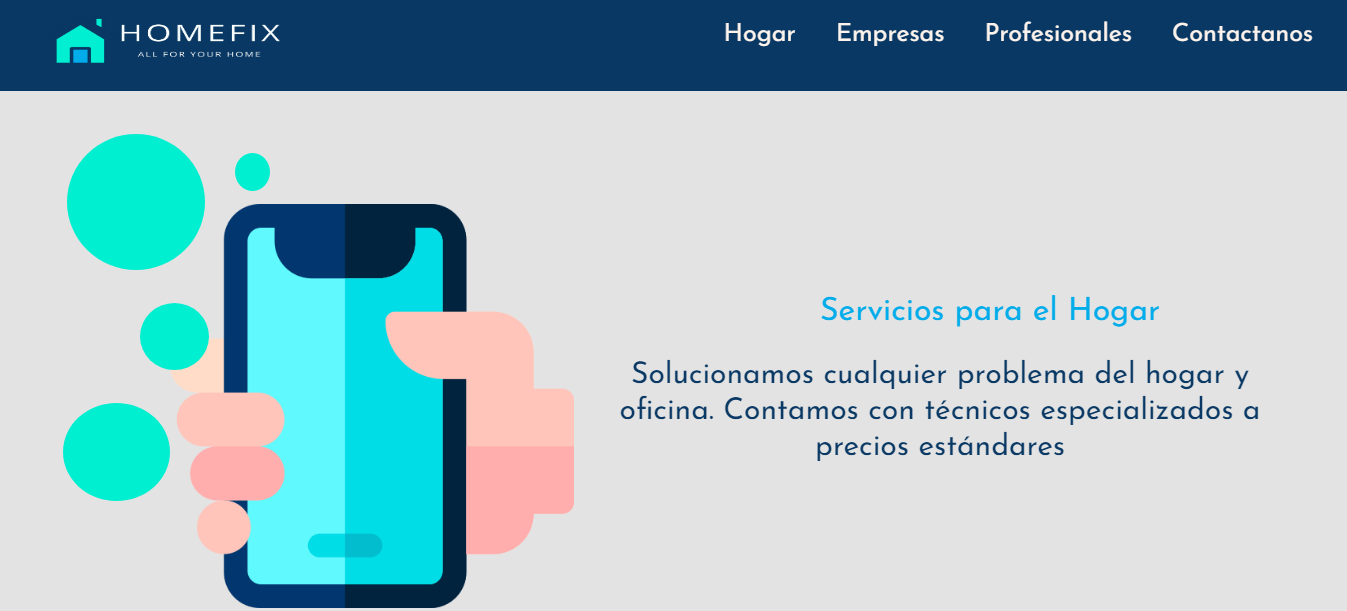 HOMEFIX
ALL FOR YOUR HOME
Hogar Empresas Profesionales Contactanos
Servicios para el Hogar
Solucionamos cualquier problema del hogar y
oficina. Contamos con técnicos especializados a
precios estándares